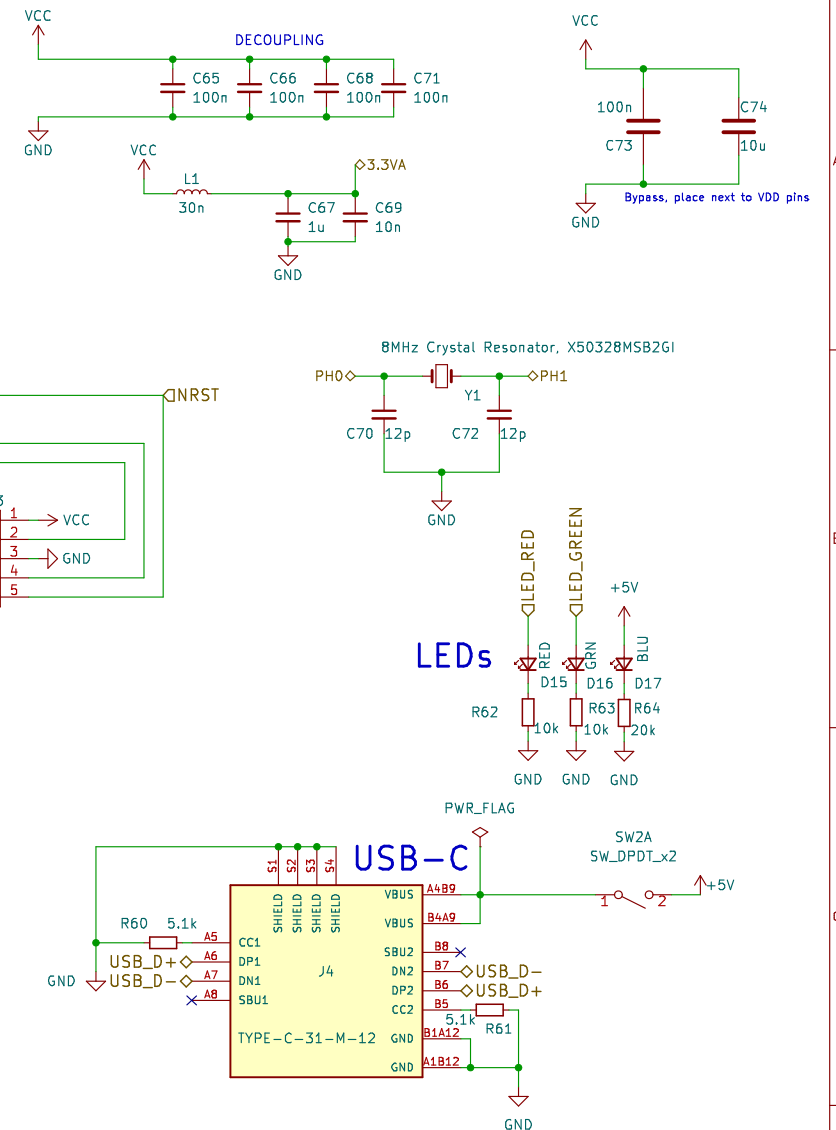 VCC
DECOUPLING
C65
100n
C66
100n
C68
100n
C71
100n
GND
VCC
100n
C73
C74
10u
Bypass, place next to VDD pins
GND
VCC
L1
30n
3.3VA
C67
1u
C69
10n
GND
8MHz Crystal Resonator, X50328MSB2GI
PH0
PH1
Y1
C70
12p
C72
12p
GND
NRST
3
1
VCC
2
3
GND
4
5
LED_RED
LED_GREEN
+5V
LEDs
RED
GRN
BLU
D15
D16
D17
R62
10k
R63
10k
R64
20k
GND
GND
GND
PWR_FLAG
USB-C
SW2A
SW_DPDT_x2
1
2
+5V
S1
S2
S3
S4
SHIELD
SHIELD
SHIELD
SHIELD
R60
5.1k
A5
CC1
USB_D+
A6
DP1
GND
USB_D-
A7
DN1
A8
SBU1
J4
TYPE-C-31-M-12
VBUS
A4B9
VBUS
B4A9
SBU2
B8
DN2
B7
USB_D-
DP2
B6
USB_D+
CC2
B5
5.1k
R61
GND
B1A12
GND
A1B12
GND